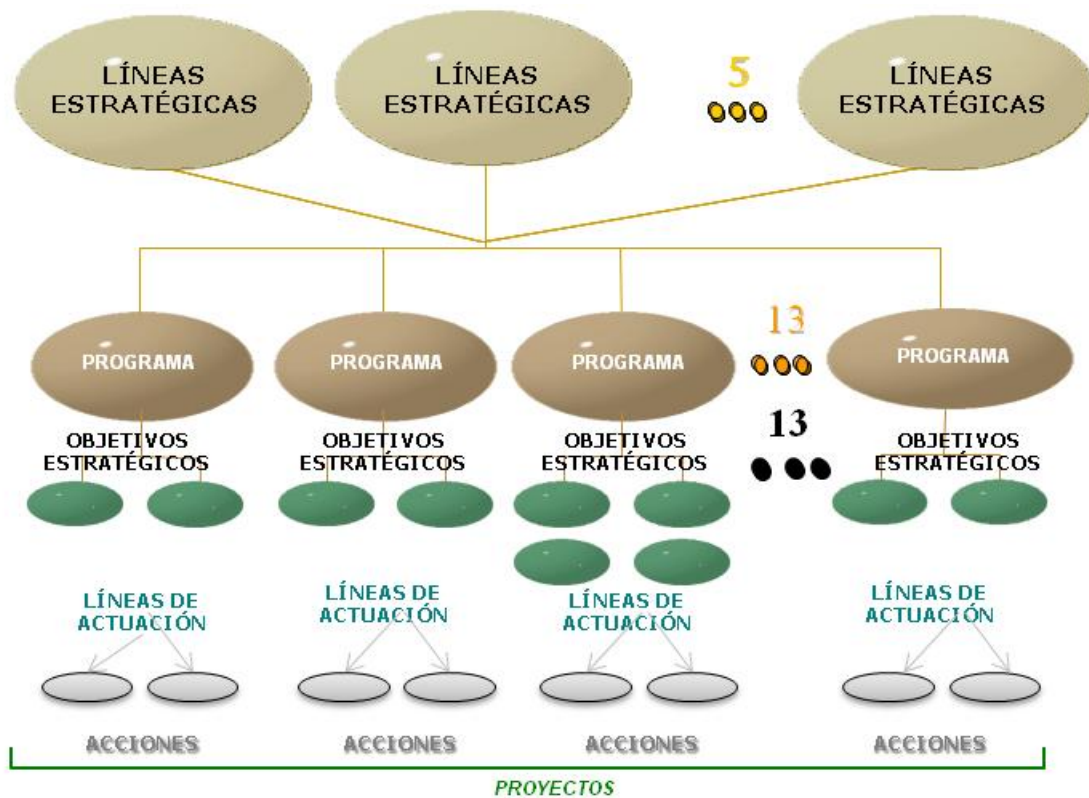 LÍNEAS
ESTRATÉGICAS
LÍNEAS
ESTRATÉGICAS
5
LÍNEAS
ESTRATÉGICAS
PROGRAMA
PROGRAMA
PROGRAMA
13
PROGRAMA
13
OBJETIVOS
ESTRATÉGICOS
OBJETIVOS
ESTRATÉGICOS
OBJETIVOS
ESTRATÉGICOS
OBJETIVOS
ESTRATÉGICOS
LÍNEAS DE
ACTUACIÓN
LÍNEAS DE
ACTUACIÓN
LÍNEAS DE
ACTUACIÓN
LÍNEAS DE
ACTUACIÓN
ACCIONES
ACCIONES
ACCIONES
ACCIONES
PROYECTOS